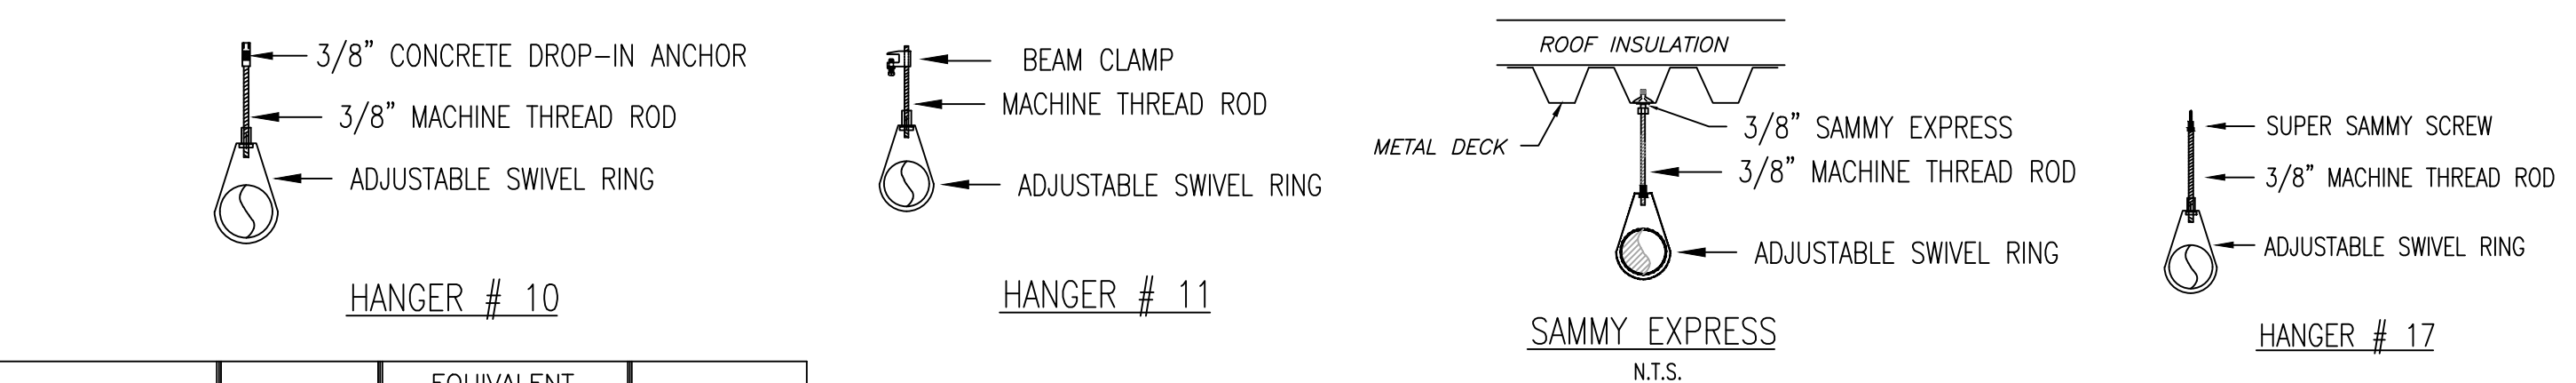 3/8” CONCRETE DROP-IN ANCHOR
3/8” MACHINE THREAD ROD
ADJUSTABLE SWIVEL RING
HANGER # 10
BEAM CLAMP
MACHINE THREAD ROD
ADJUSTABLE SWIVEL RING
HANGER # 11
ROOF INSULATION
METAL DECK
3/8” SAMMY EXPRESS
3/8” MACHINE THREAD ROD
ADJUSTABLE SWIVEL RING
SAMMY EXPRESS
N.T.S.
SUPER SAMMY SCREW
3/8” MACHINE THREAD ROD
ADJUSTABLE SWIVEL RING
HANGER # 17
EQUIVALENT